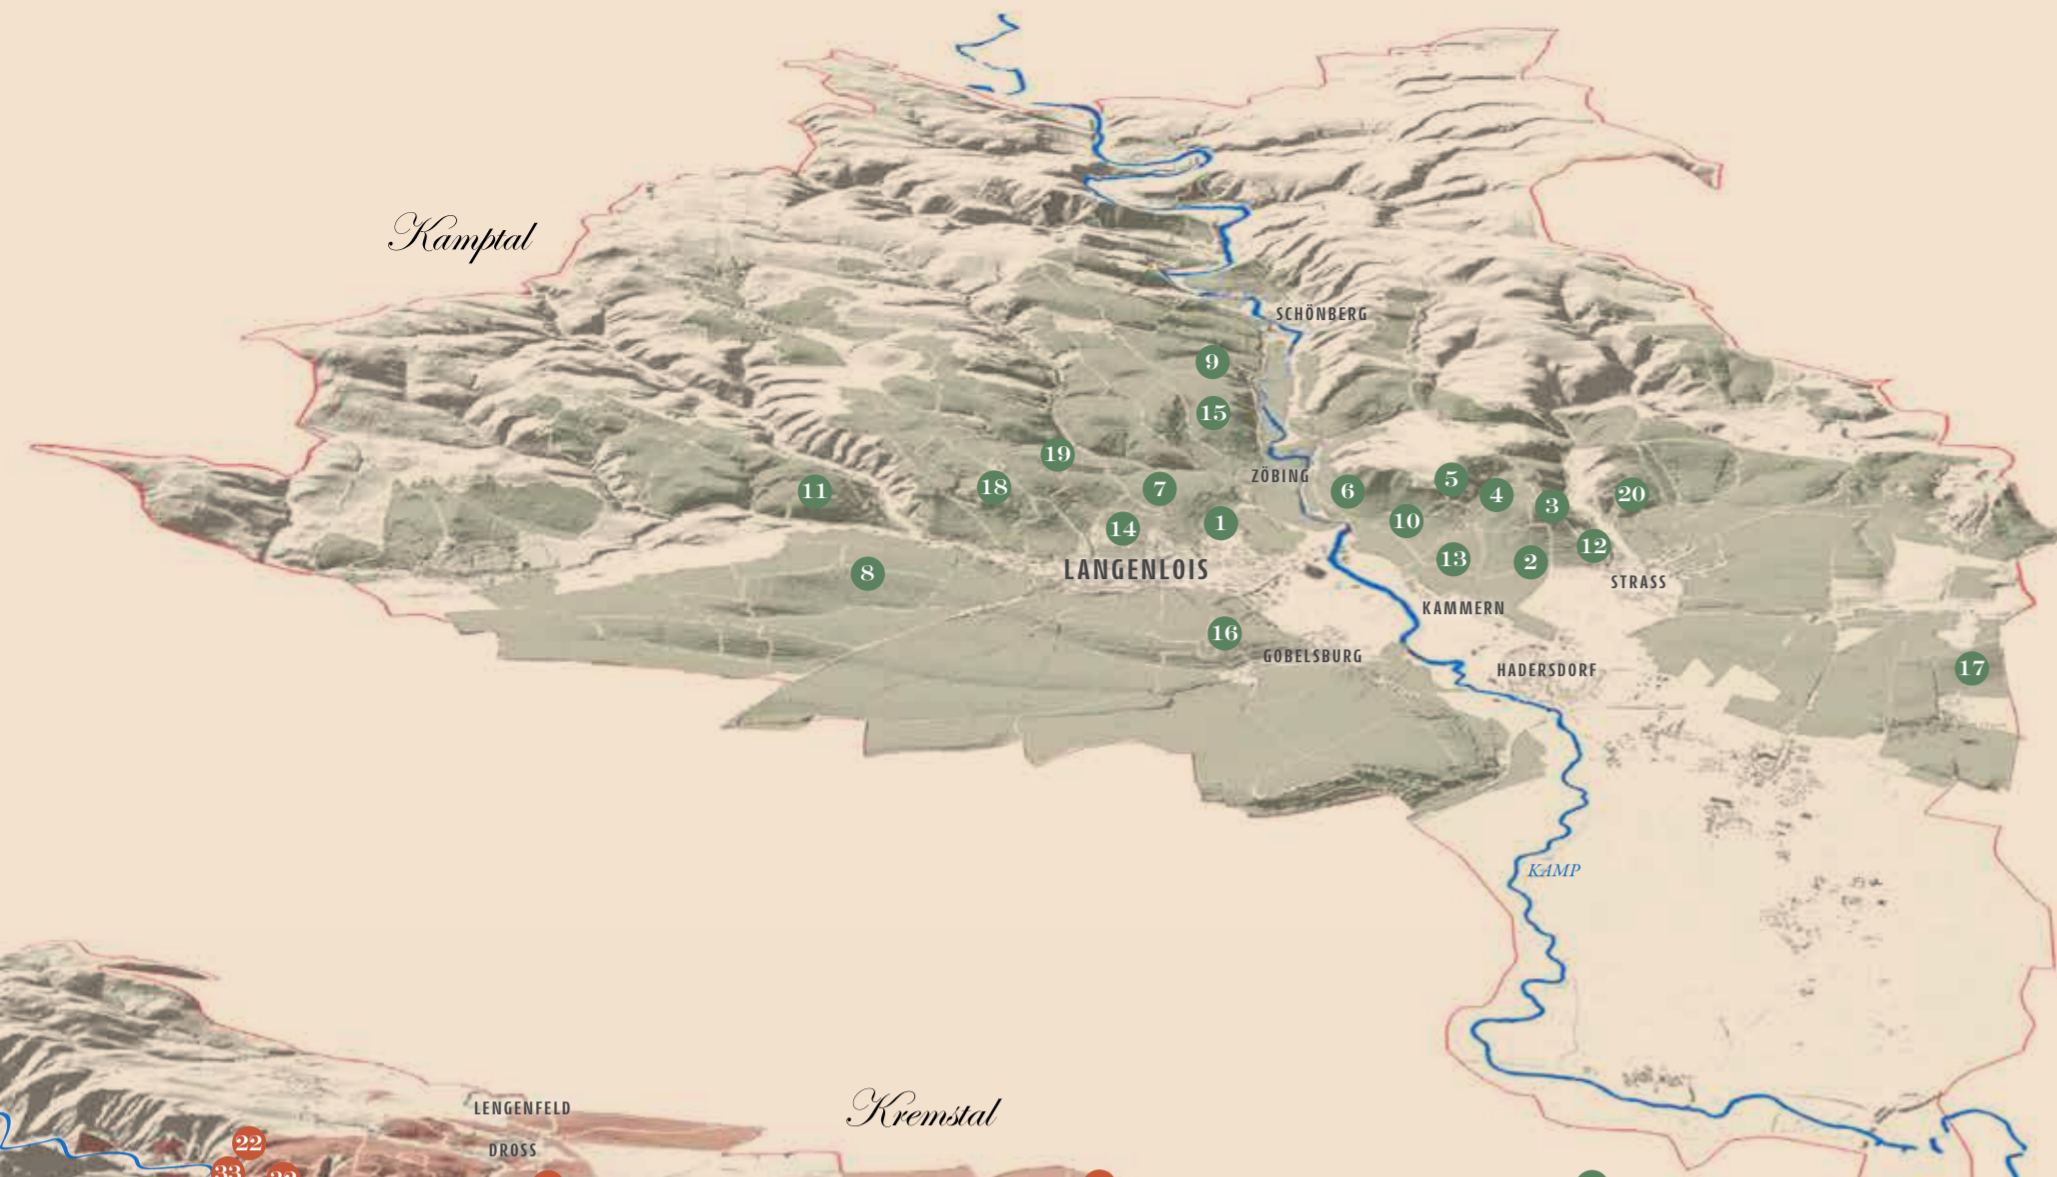 Kamptal
SCHÖNBERG
9
15
19
ZÖBING
5
11
18
7
6
4
20
3
14
1
10
12
13
2
8
LANGENLOIS
STRASS
KAMMERN
16
GOBELSBURG
HADERSDORF
17
KAMP
LENGENFELD
Kremstal
22
DROSS
33